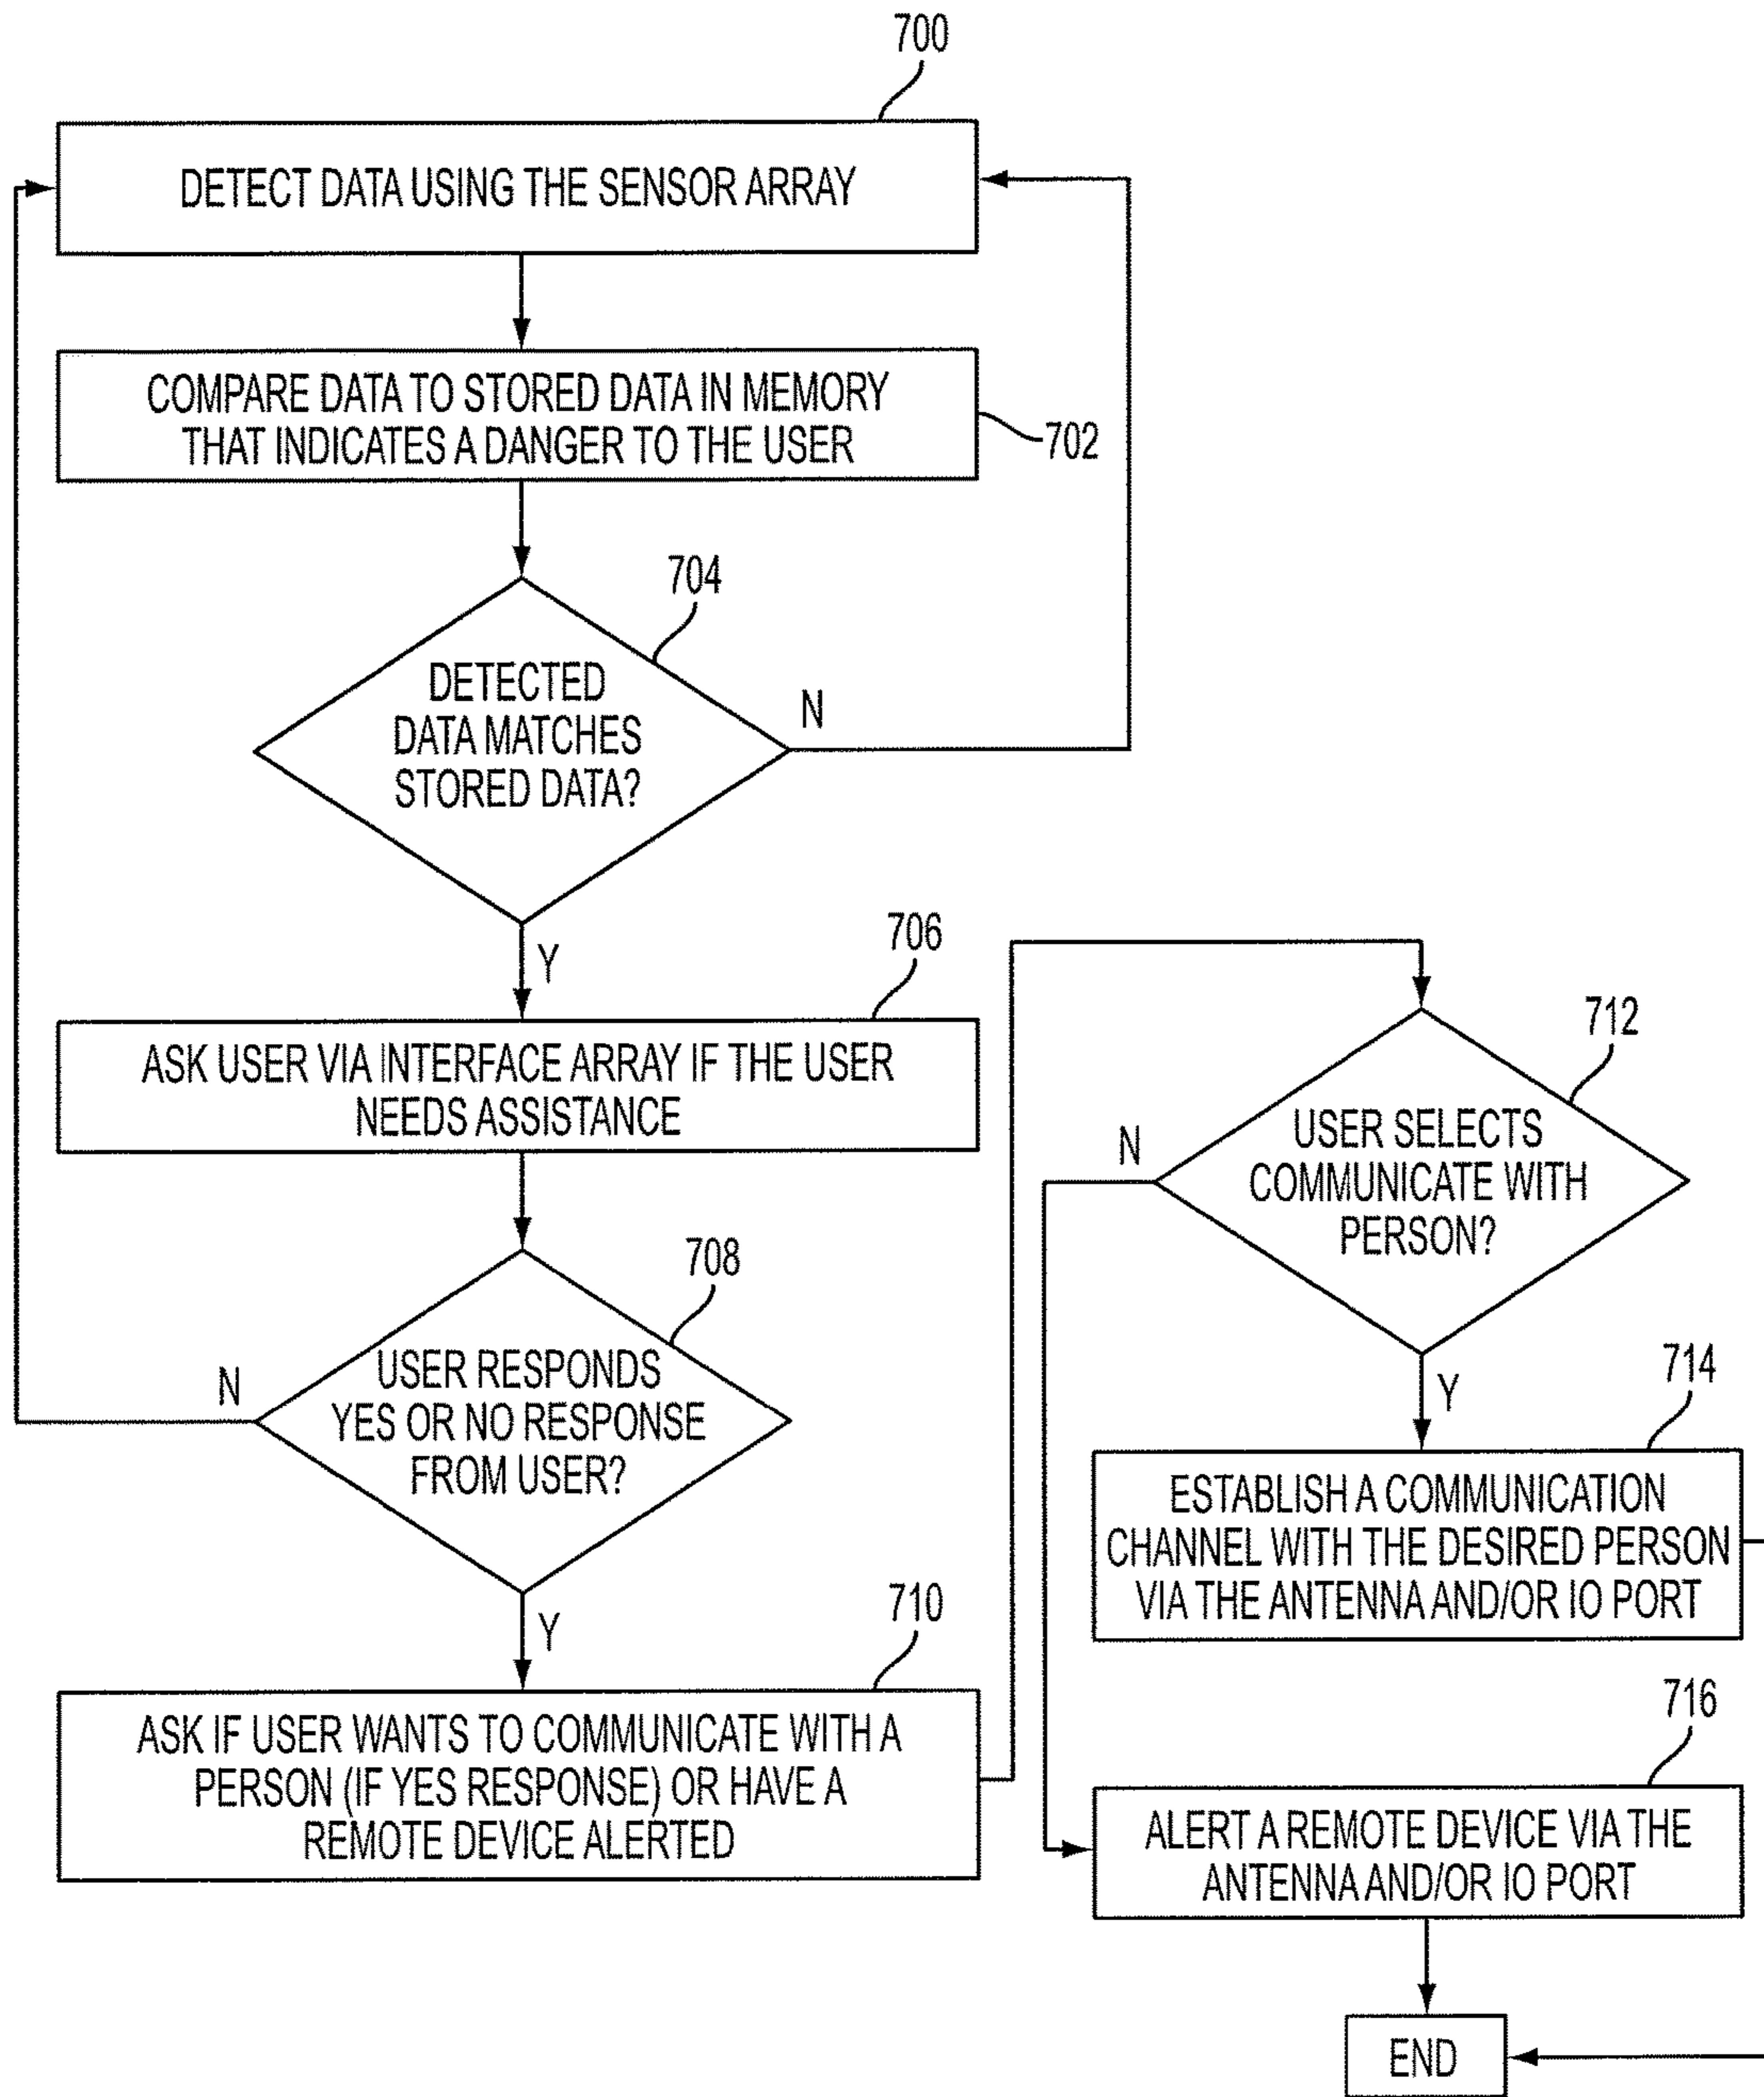 700
DETECT DATA USING THE SENSOR ARRAY
COMPARE DATA TO STORED DATA IN MEMORY
THAT INDICATES A DANGER TO THE USER
702
704
DETECTED
DATA MATCHES
STORED DATA?
N
Y
706
ASK USER VIA INTERFACE ARRAY IF THE USER
NEEDS ASSISTANCE
708
USER RESPONDS
YES OR NO RESPONSE
FROM USER?
N
Y
710
ASK IF USER WANTS TO COMMUNICATE WITH A
PERSON (IF YES RESPONSE) OR HAVE A
REMOTE DEVICE ALERTED
712
USER SELECTS
COMMUNICATE WITH
PERSON?
N
Y
714
ESTABLISH A COMMUNICATION
CHANNEL WITH THE DESIRED PERSON
VIA THE ANTENNA AND/OR IO PORT
716
ALERT A REMOTE DEVICE VIA THE
ANTENNA AND/OR IO PORT
END